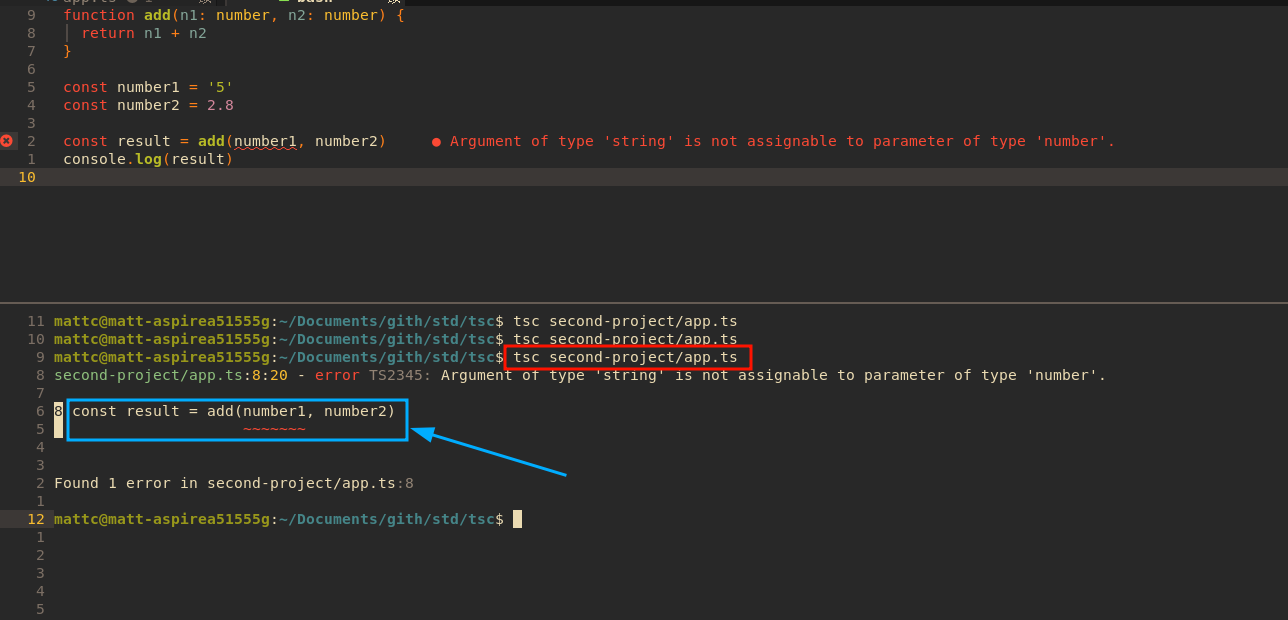 9 function add(n1: number, n2: number) {
8 return n1 + n2
7 }
6
5 const number1 = '5'
4 const number2 = 2.8
3
2 const result = add(number1, number2) ● Argument of type 'string' is not assignable to parameter of type 'number'.
1 console.log(result)
10
11 mattc@matt-aspirea51555g:~/Documents/gith/std/tsc$ tsc second-project/app.ts
10 mattc@matt-aspirea51555g:~/Documents/gith/std/tsc$ tsc second-project/app.ts
9 mattc@matt-aspirea51555g:~/Documents/gith/std/tsc$ tsc second-project/app.ts
8 second-project/app.ts:8:20 - error TS2345: Argument of type 'string' is not assignable to parameter of type 'number'.
7
6 8 const result = add(number1, number2)
5 ~~~~~~~
4
3
2 Found 1 error in second-project/app.ts:8
1
12 mattc@matt-aspirea51555g:~/Documents/gith/std/tsc$
1
2
3
4
5